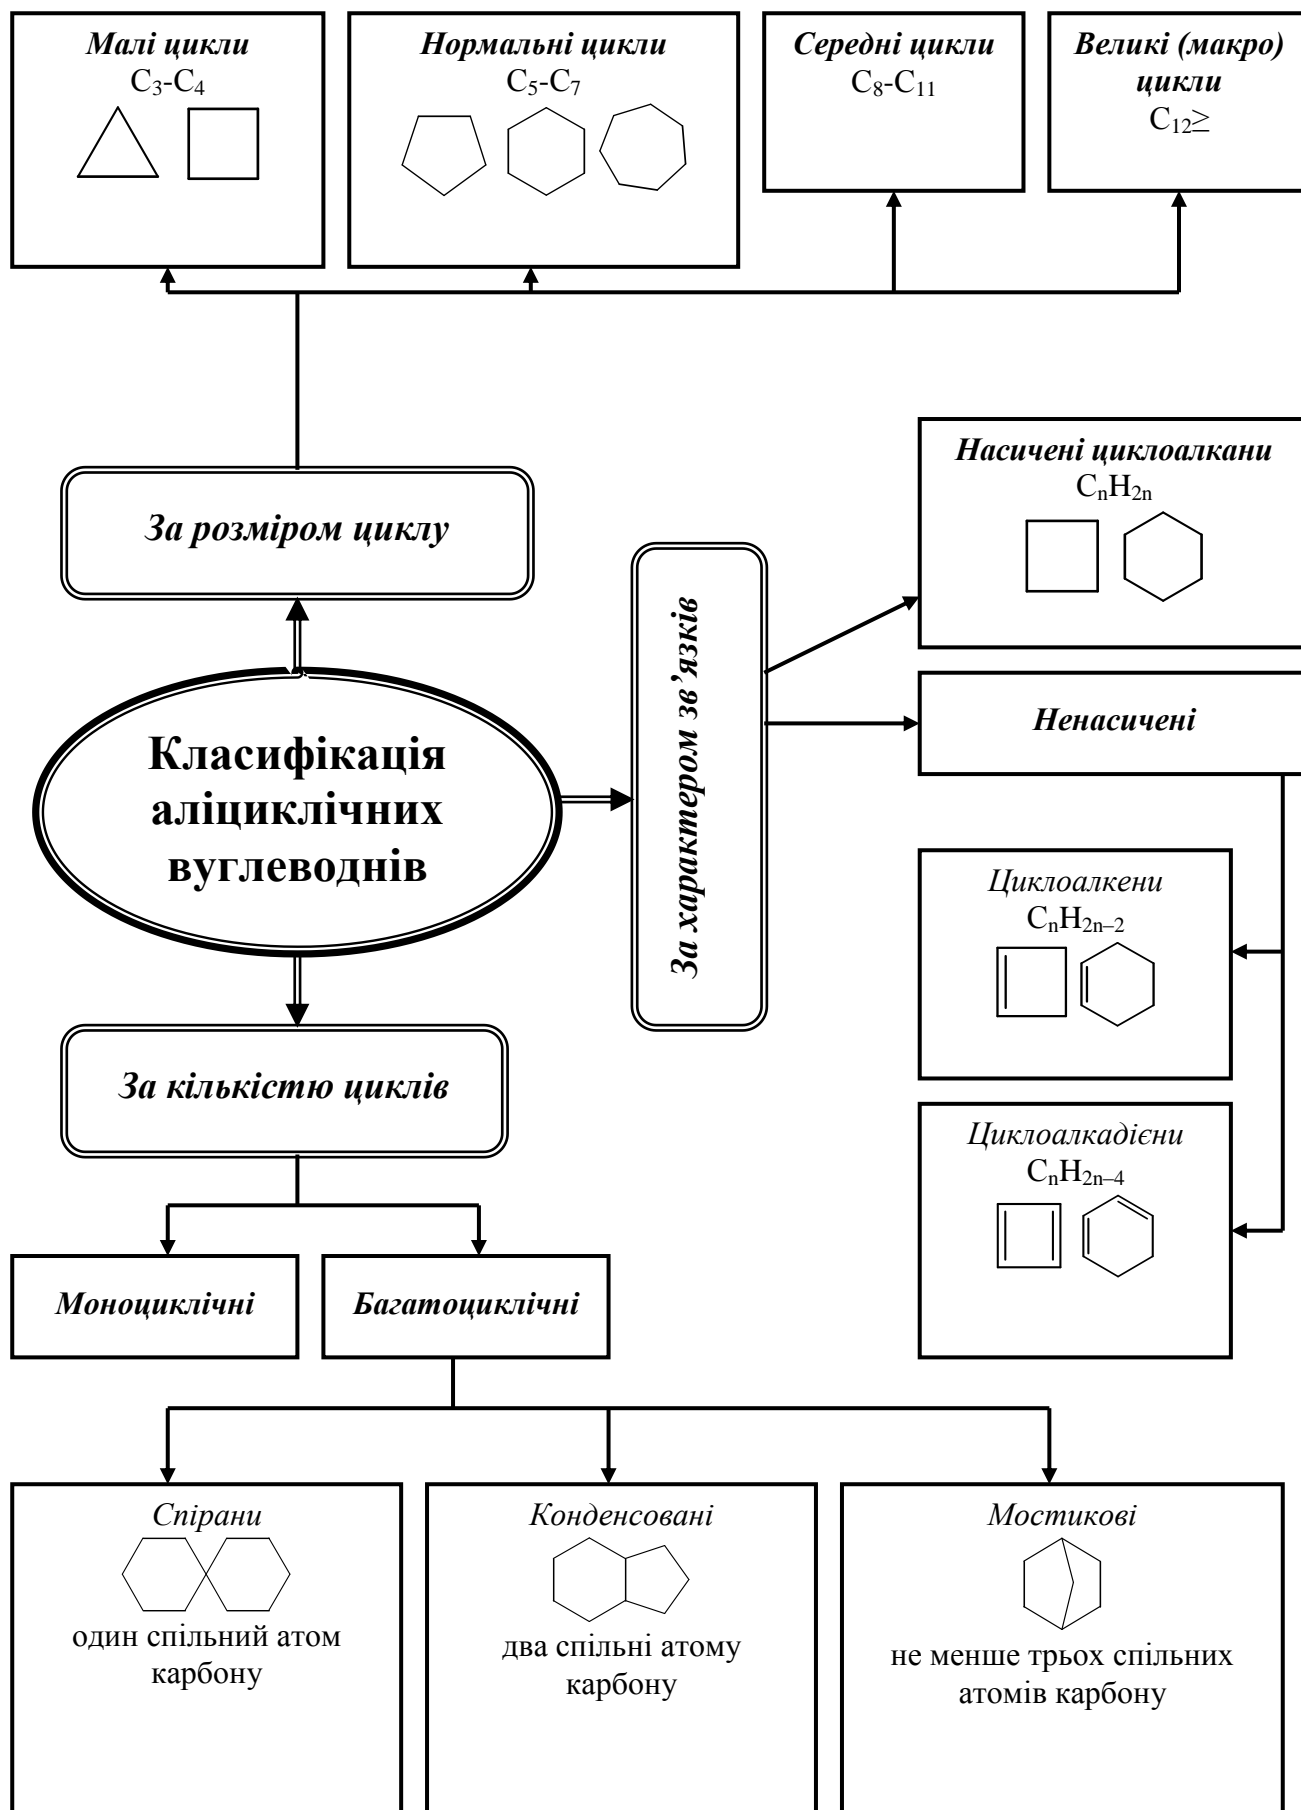 Малі цикли
C₃-C₄
Нормальні цикли
C₅-C₇
Середні цикли
C₈-C₁₁
Великі (макро)
цикли
C₁₂≥
За розміром циклу
Насичені циклоалкани
CₙH₂ₙ
За характером зв’язків
Ненасичені
Класифікація
аліциклічних
вуглеводнів
Циклоалкени
CₙH₂ₙ₋₂
За кількістю циклів
Циклоалкадієни
CₙH₂ₙ₋₄
Моноциклічні
Багатоциклічні
Спірани
один спільний атом
карбону
Конденсовані
два спільні атому
карбону
Мостикові
не менше трьох спільних
атомів карбону